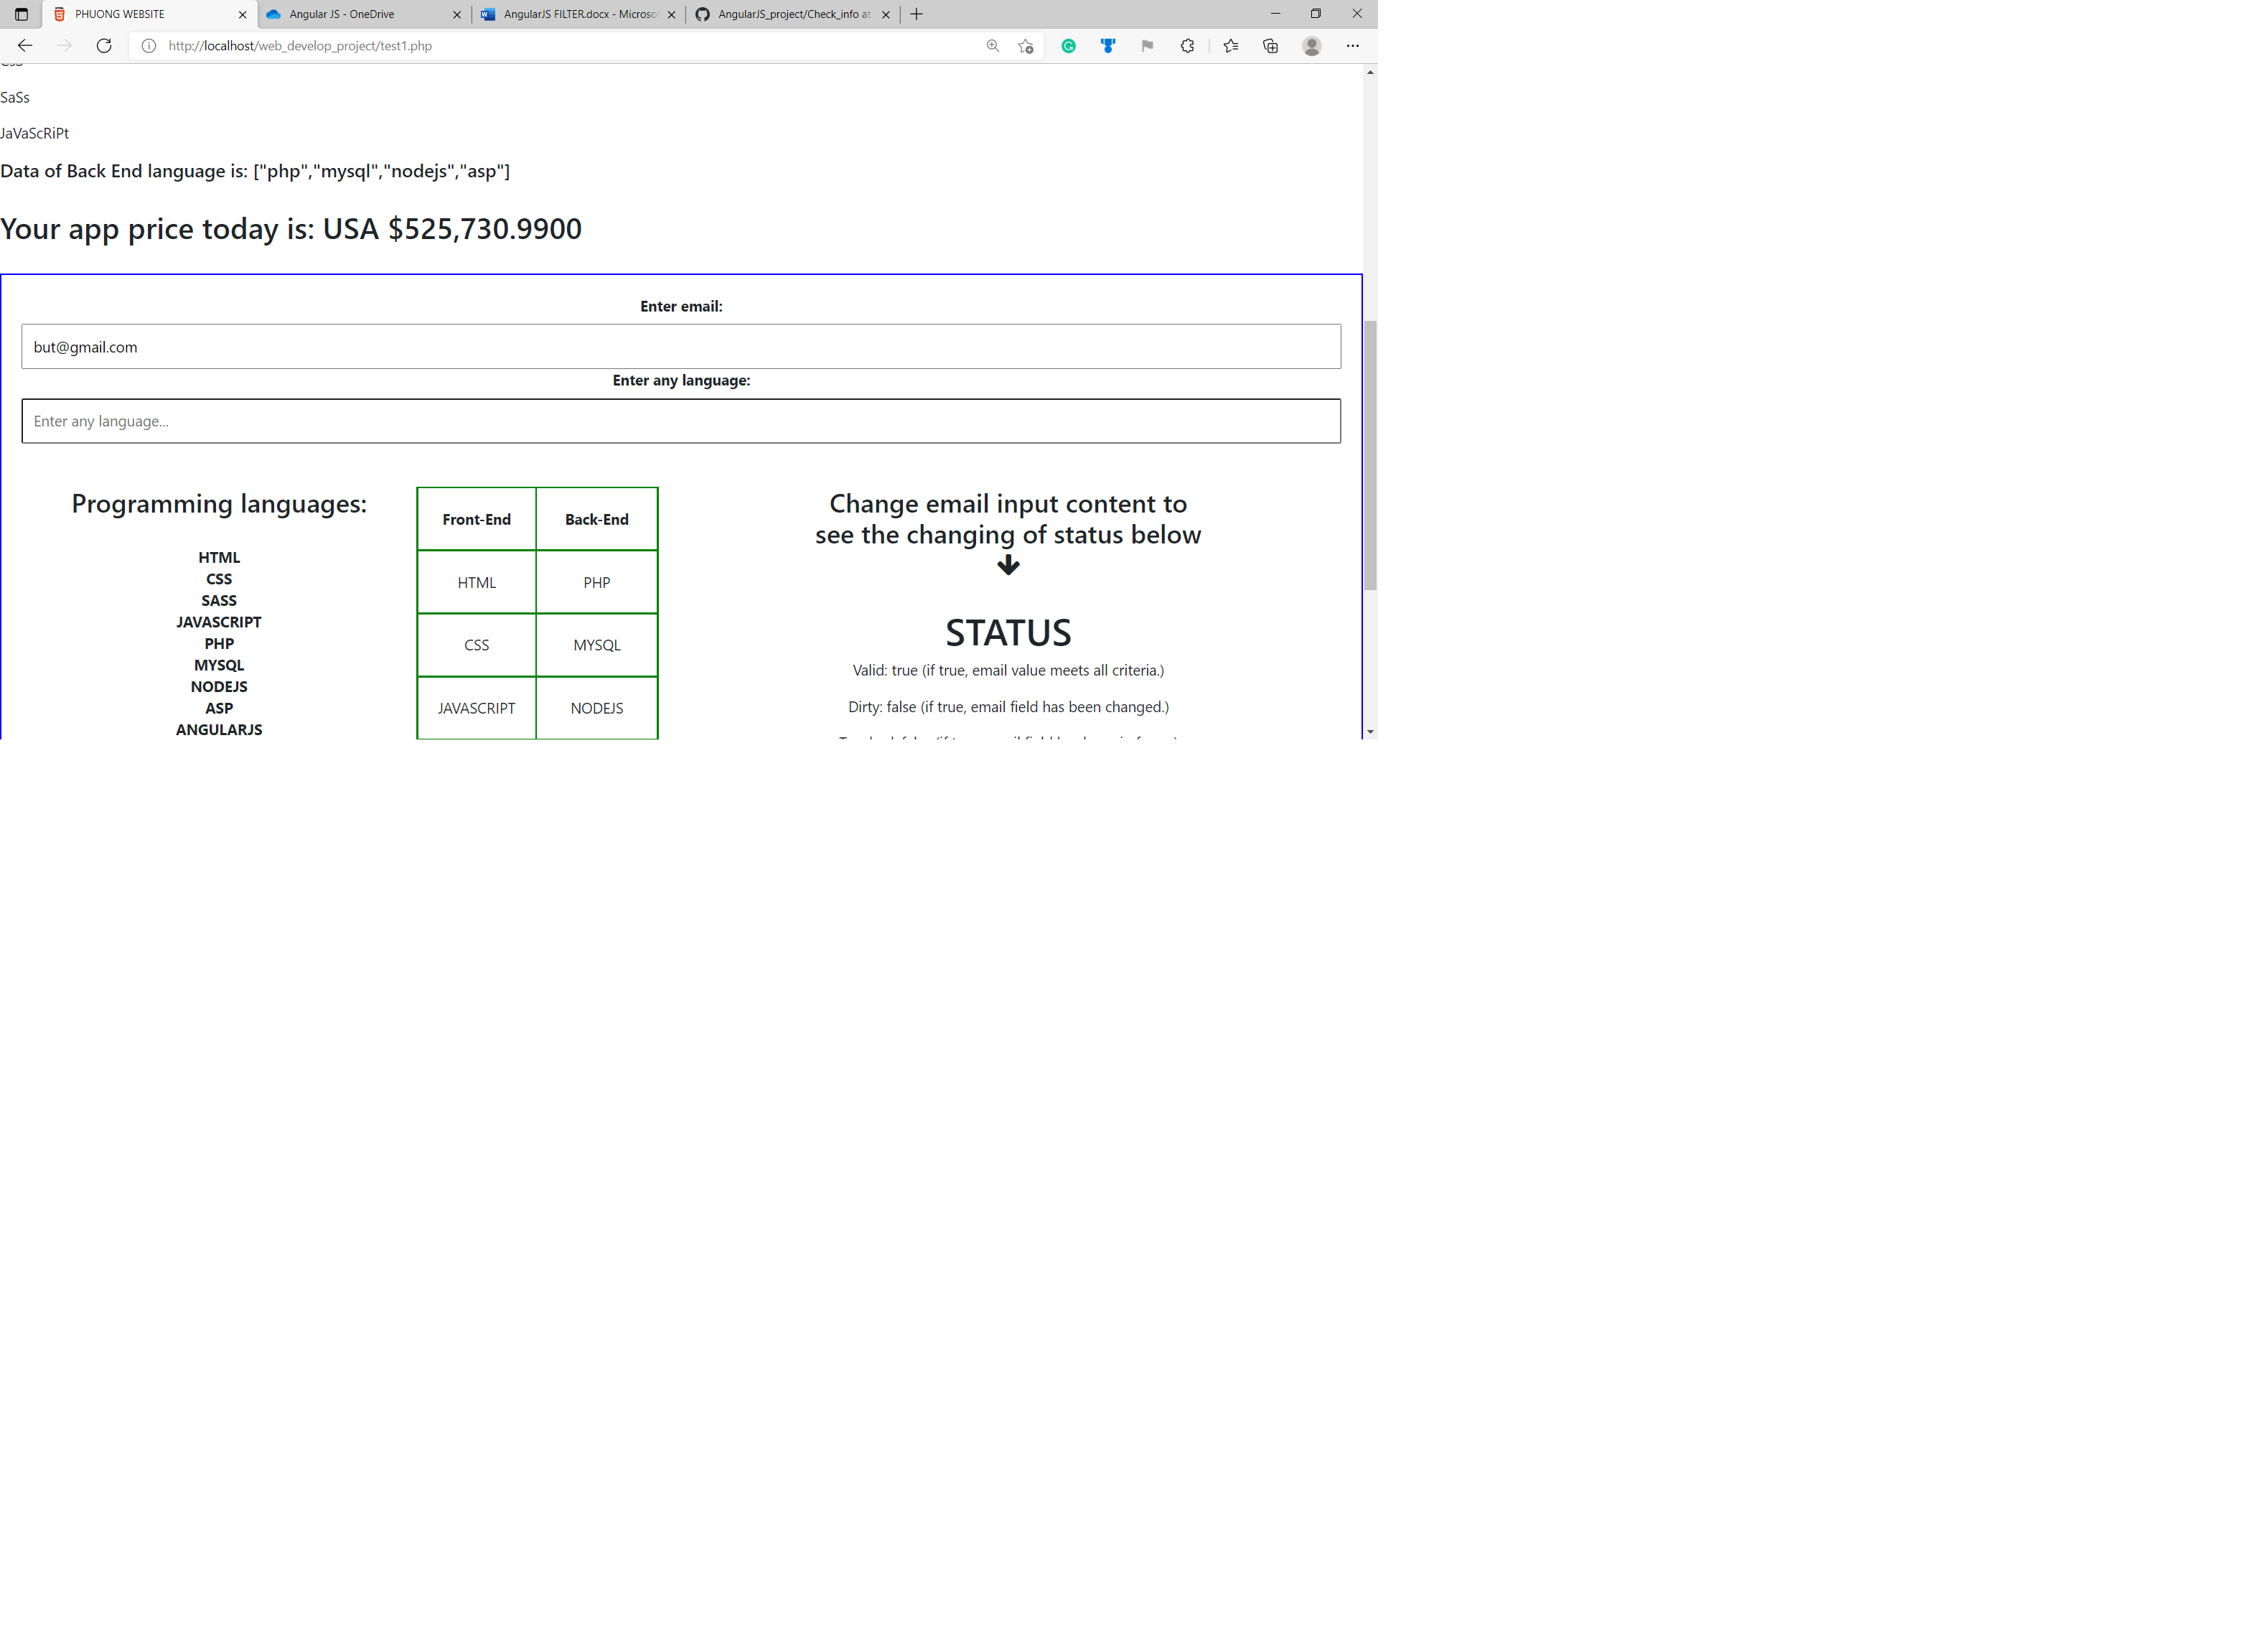 PHUONG WEBSITE
Angular JS - OneDrive
AngularJS FILTER.docx - Microso
AngularJS_project/Check_info at
http://localhost/web_develop_project/test1.php
SaSs
JaVaScRiPt
Data of Back End language is: ["php","mysql","nodejs","asp"]
Your app price today is: USA $525,730.9900
Enter email:
but@gmail.com
Enter any language:
Enter any language...
Programming languages:
HTML
CSS
SASS
JAVASCRIPT
PHP
MYSQL
NODEJS
ASP
ANGULARJS
Front-End Back-End
HTML PHP
CSS MYSQL
JAVASCRIPT NODEJS
Change email input content to
see the changing of status below
STATUS
Valid: true (if true, email value meets all criteria.)
Dirty: false (if true, email field has been changed.)